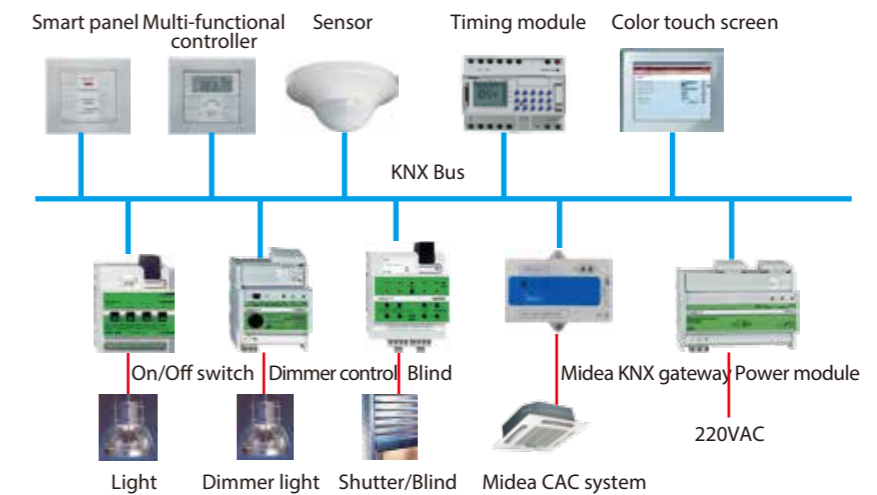 Smart panel
Multi-functional
controller
Sensor
Timing module
Color touch screen
KNX Bus
On/Off switch
Dimmer control
Blind
Midea KNX gateway
Power module
220VAC
Light
Dimmer light
Shutter/Blind
Midea CAC system